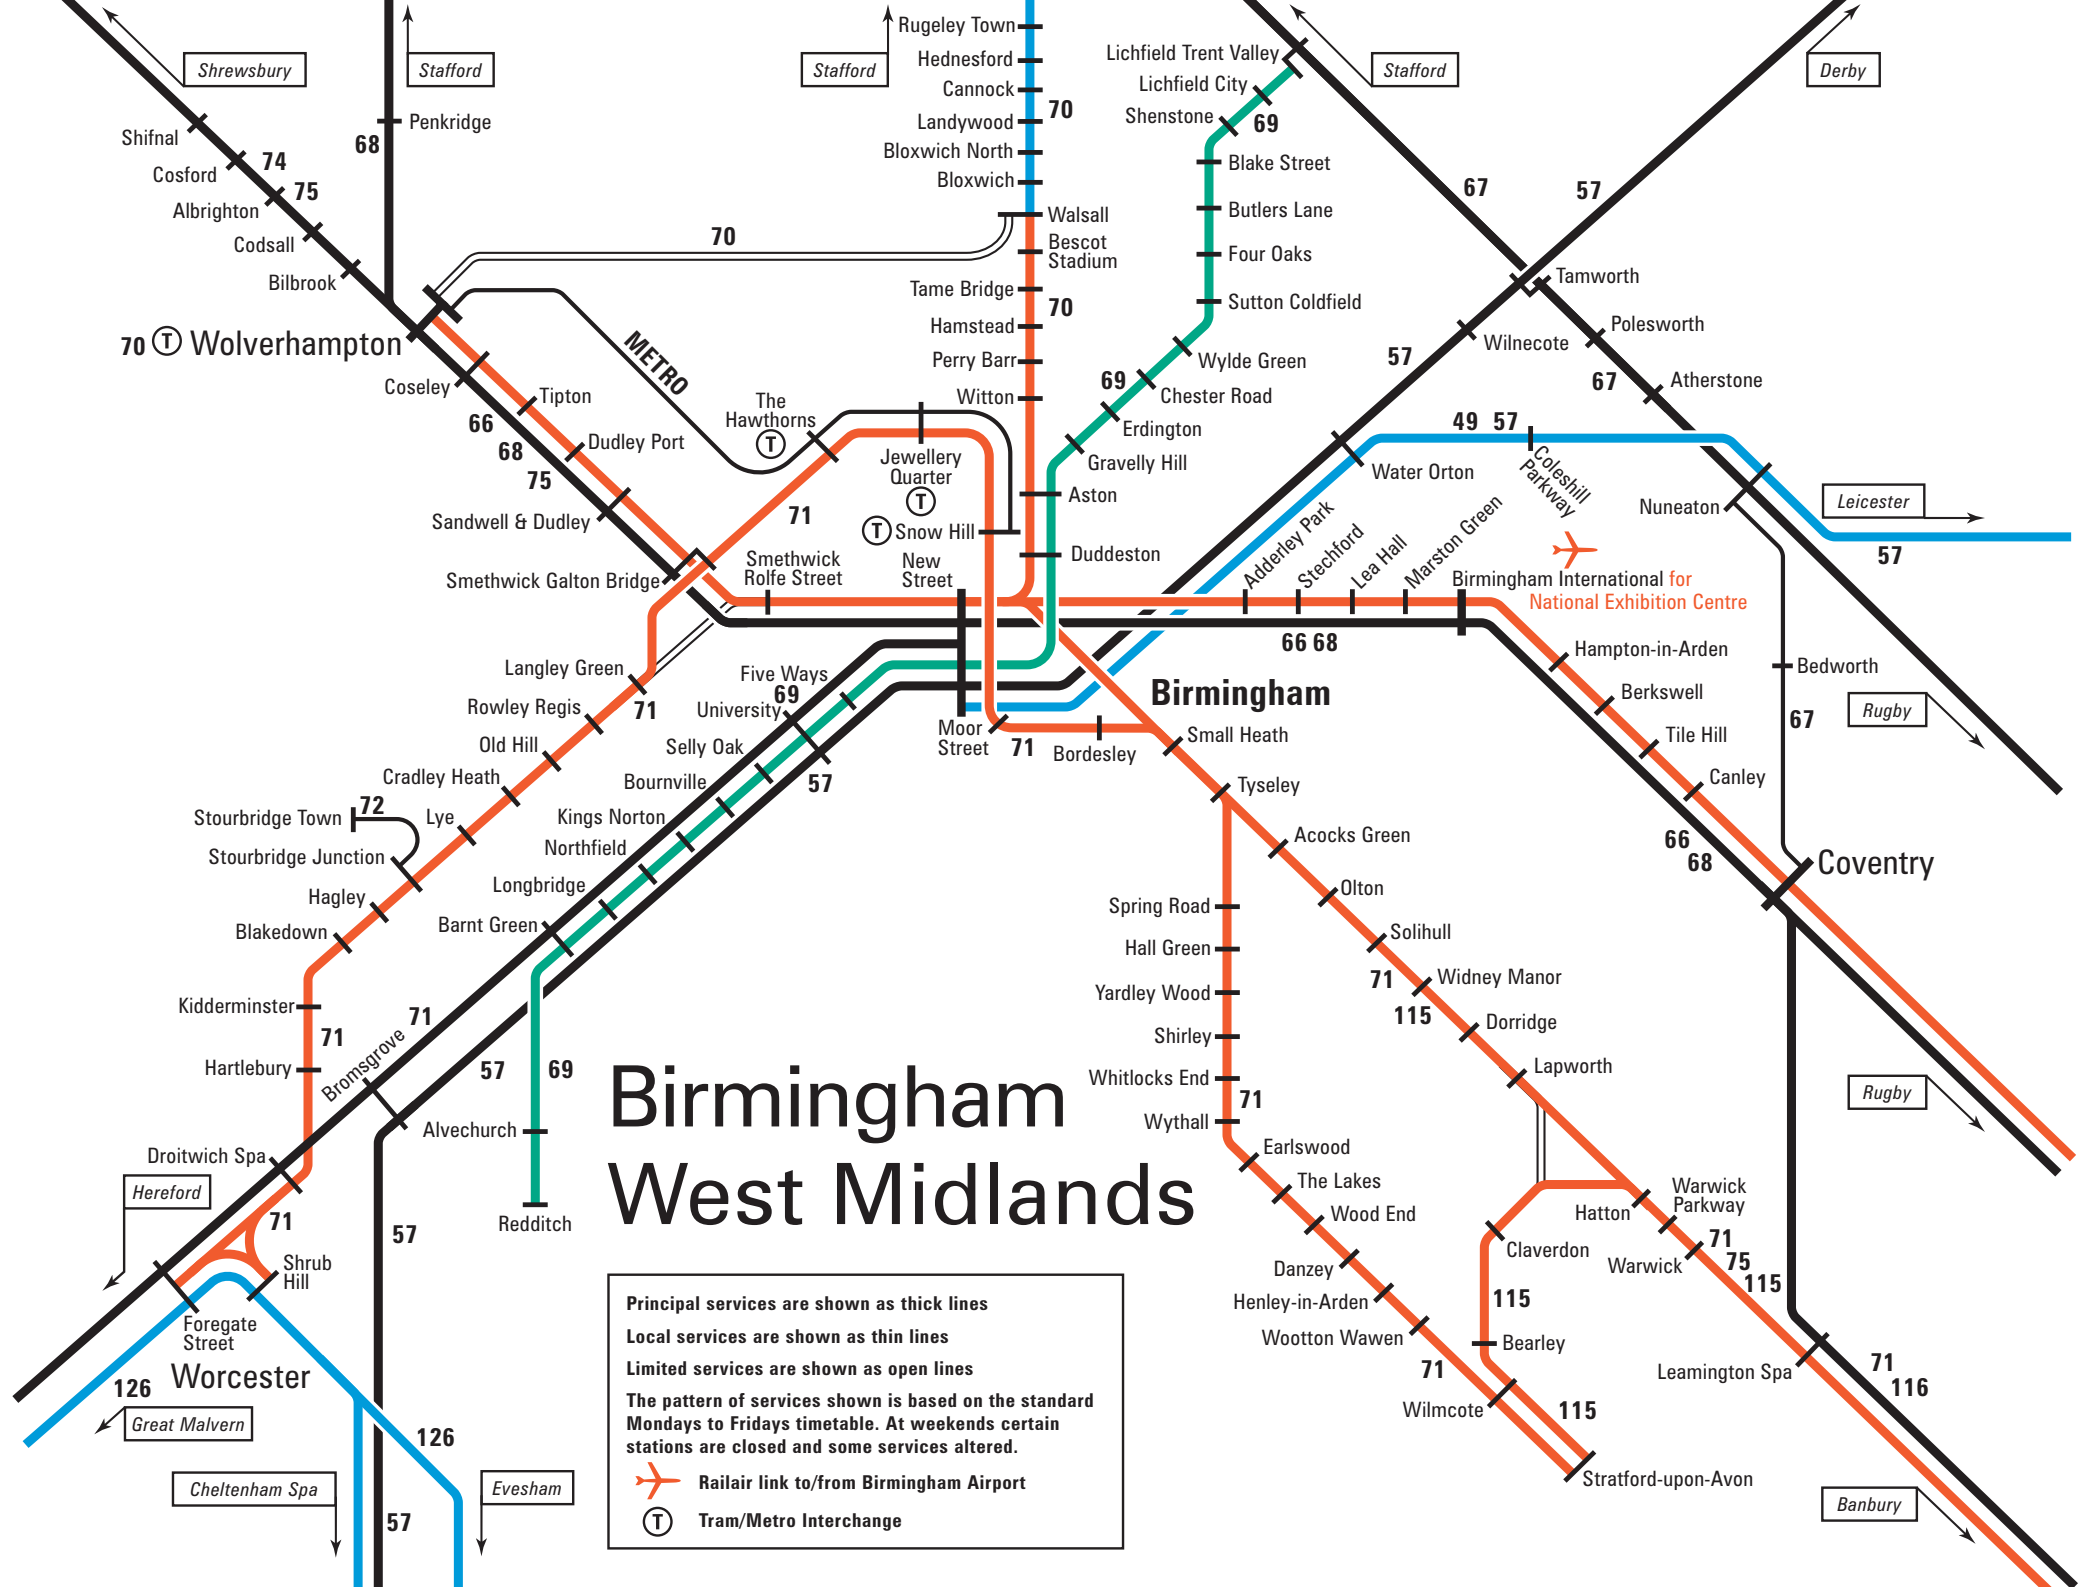 Shrewsbury
Stafford
Stafford
Stafford
Derby
Rugeley Town
Hednesford
Cannock
70
Landywood
Bloxwich North
Bloxwich
Walsall
Bescot
Stadium
Tame Bridge
70
Hamstead
Perry Barr
Witton
Lichfield Trent Valley
Lichfield City
Shenstone
69
Blake Street
Butlers Lane
Four Oaks
Sutton Coldfield
Wylde Green
69
Chester Road
Erdington
Gravelly Hill
Aston
Duddeston
Shifnal
74
Cosford
75
Albrighton
Codsall
Bilbrook
68
Penkridge
70
70 T Wolverhampton
METRO
Coseley
Tipton
66
68
75
Dudley Port
Sandwell & Dudley
The
Hawthorns
T
Jewellery
Quarter
T
T Snow Hill
71
Smethwick Galton Bridge
Smethwick
Rolfe Street
New
Street
67
57
Tamworth
Wilnecote
Polesworth
57
67
Atherstone
49 57
Water Orton
Coleshill
Parkway
Nuneaton
Leicester
57
Adderley Park
Stechford
Lea Hall
Marston Green
Birmingham International for
National Exhibition Centre
66 68
Hampton-in-Arden
Berkswell
Tile Hill
Canley
Bedworth
67
Rugby
66
68
Coventry
Rugby
Langley Green
71
Rowley Regis
Old Hill
Cradley Heath
Lye
Stourbridge Town
72
Stourbridge Junction
Hagley
Blakedown
Kidderminster
71
Hartlebury
Five Ways
69
University
Selly Oak
57
Bournville
Kings Norton
Northfield
Longbridge
Barnt Green
Birmingham
Moor
Street
71
Bordesley
Small Heath
Tyseley
Acocks Green
Olton
Solihull
71
115
Widney Manor
Dorridge
Lapworth
Spring Road
Hall Green
Yardley Wood
Shirley
Whitlocks End
71
Wythall
Earlswood
The Lakes
Wood End
Danzey
Henley-in-Arden
Wootton Wawen
71
Wilmcote
Hatton
Warwick
Parkway
Warwick
71
75
115
Claverdon
115
Bearley
115
Stratford-upon-Avon
Leamington Spa
71
116
Banbury
Bromsgrove
71
57
69
Alvechurch
Redditch
Droitwich Spa
Hereford
71
Shrub
Hill
57
Foregate
Street
Worcester
126
Great Malvern
126
Cheltenham Spa
Evesham
57
Birmingham
West Midlands
Principal services are shown as thick lines
Local services are shown as thin lines
Limited services are shown as open lines
The pattern of services shown is based on the standard
Mondays to Fridays timetable. At weekends certain
stations are closed and some services altered.
Railair link to/from Birmingham Airport
T Tram/Metro Interchange